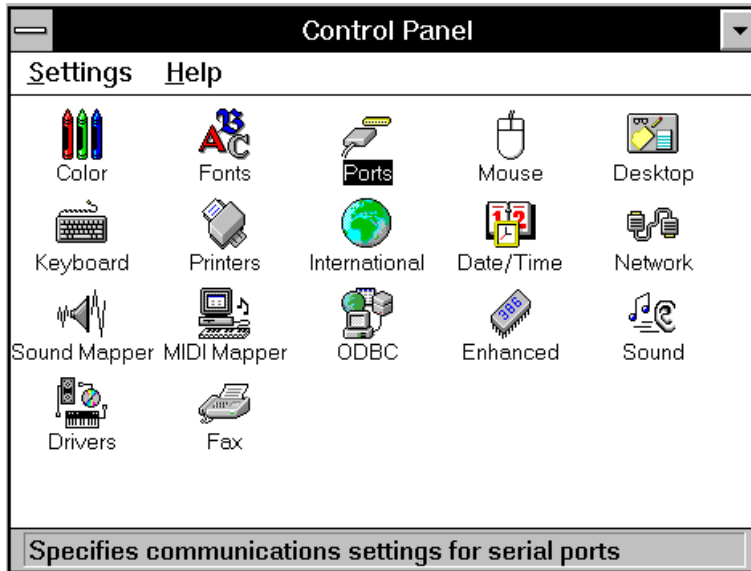 Control Panel
Settings Help
Color Fonts Ports Mouse Desktop
Keyboard Printers International Date/Time Network
Sound Mapper MIDI Mapper ODBC Enhanced Sound
Drivers Fax
Specifies communications settings for serial ports